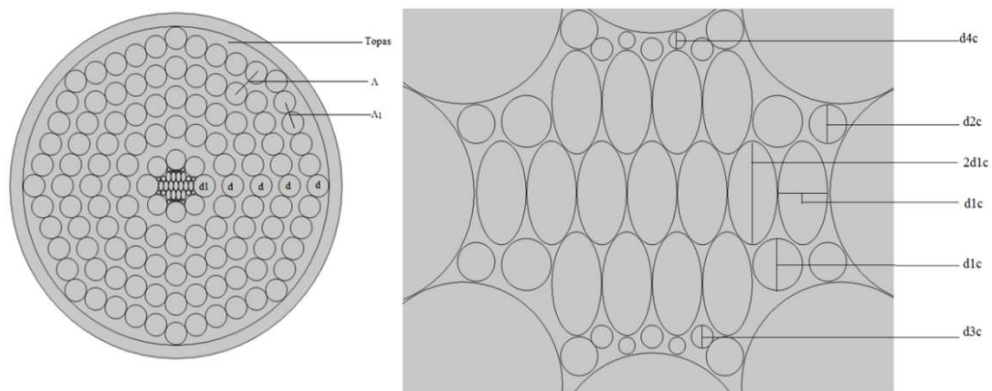 Topas
Λ
Λ1
d1 d d d d
d4c
d2c
2d1c
d1c
d1c
d3c